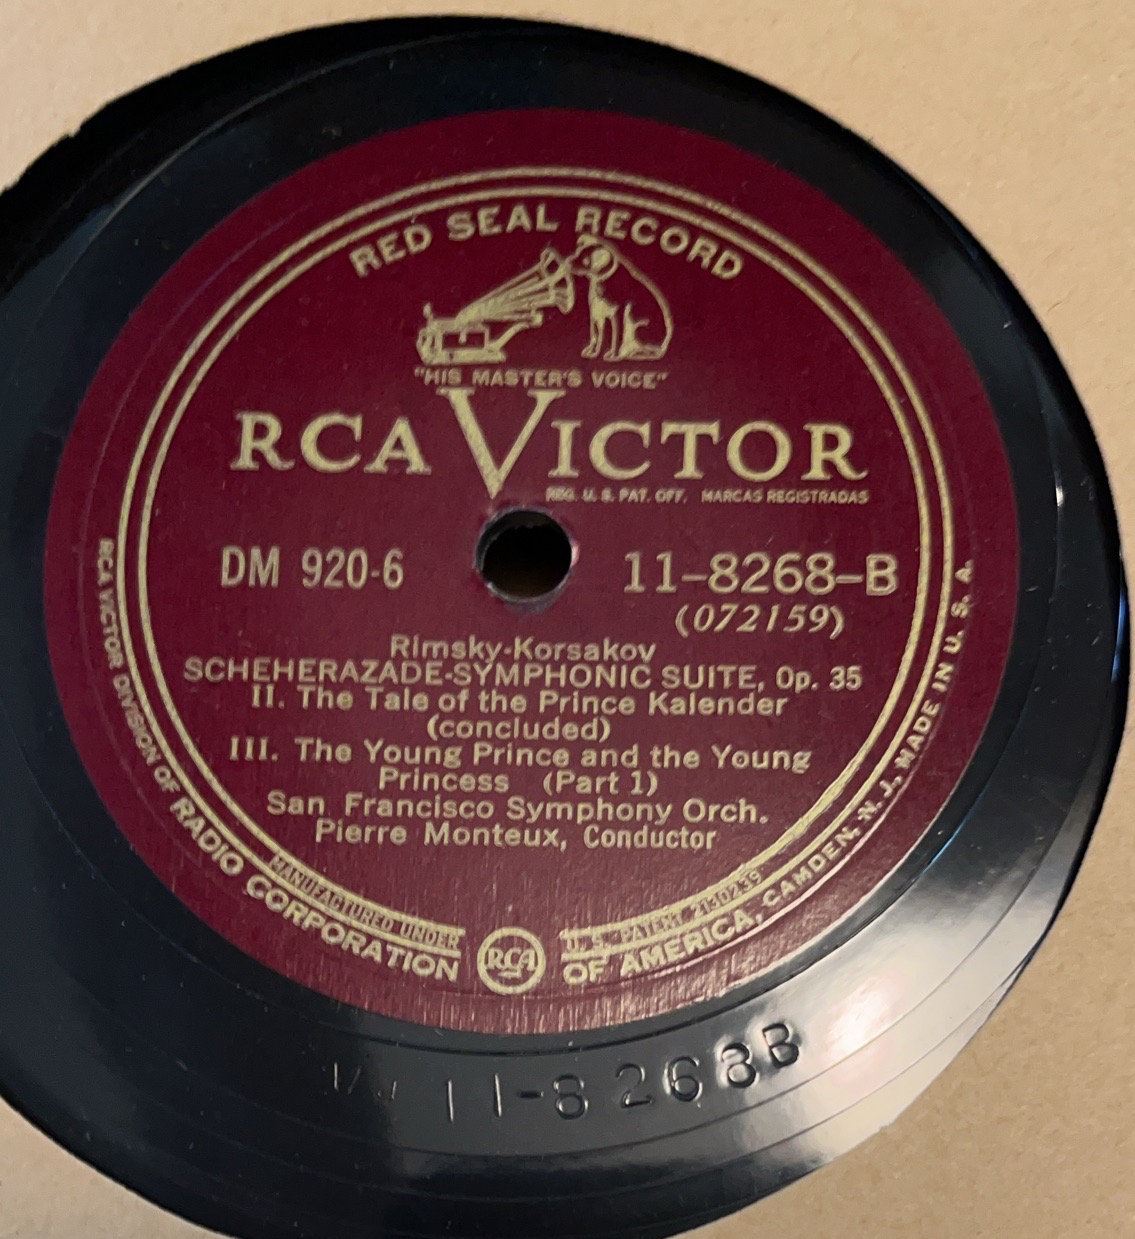 RED SEAL RECORD
"HIS MASTER'S VOICE"
RCA VICTOR
REG. U. S. PAT. OFF. MARCAS REGISTRADAS
DM 920-6
11-8268-B
(072159)
Rimsky-Korsakov
SCHEHERAZADE-SYMPHONIC SUITE, Op. 35
II. The Tale of the Prince Kalender
(concluded)
III. The Young Prince and the Young
Princess (Part 1)
San Francisco Symphony Orch.
Pierre Monteux, Conductor
MANUFACTURED UNDER U. S. PATENT 2130239
RCA VICTOR DIVISION OF RADIO CORPORATION RCA OF AMERICA, CAMDEN, N. J., MADE IN U. S. A.
11-8268B